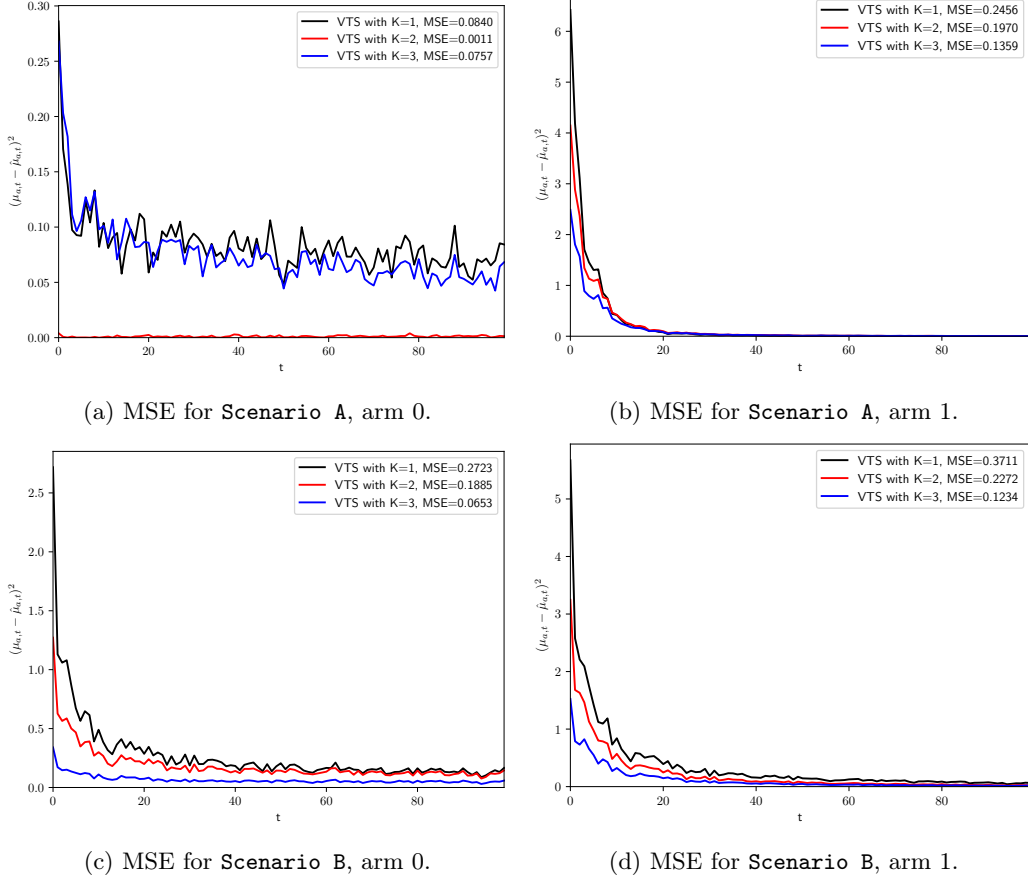 0.30
0.25
0.20
0.15
0.10
0.05
0.00
(μ_{a,t} − μ̂_{a,t})²
VTS with K=1, MSE=0.0840
VTS with K=2, MSE=0.0011
VTS with K=3, MSE=0.0757
0 20 40 60 80
t
(a) MSE for Scenario A, arm 0.
6
5
4
3
2
1
0
(μ_{a,t} − μ̂_{a,t})²
VTS with K=1, MSE=0.2456
VTS with K=2, MSE=0.1970
VTS with K=3, MSE=0.1359
0 20 40 60 80
t
(b) MSE for Scenario A, arm 1.
2.5
2.0
1.5
1.0
0.5
0.0
(μ_{a,t} − μ̂_{a,t})²
VTS with K=1, MSE=0.2723
VTS with K=2, MSE=0.1885
VTS with K=3, MSE=0.0653
0 20 40 60 80
t
(c) MSE for Scenario B, arm 0.
5
4
3
2
1
0
(μ_{a,t} − μ̂_{a,t})²
VTS with K=1, MSE=0.3711
VTS with K=2, MSE=0.2272
VTS with K=3, MSE=0.1234
0 20 40 60 80
t
(d) MSE for Scenario B, arm 1.